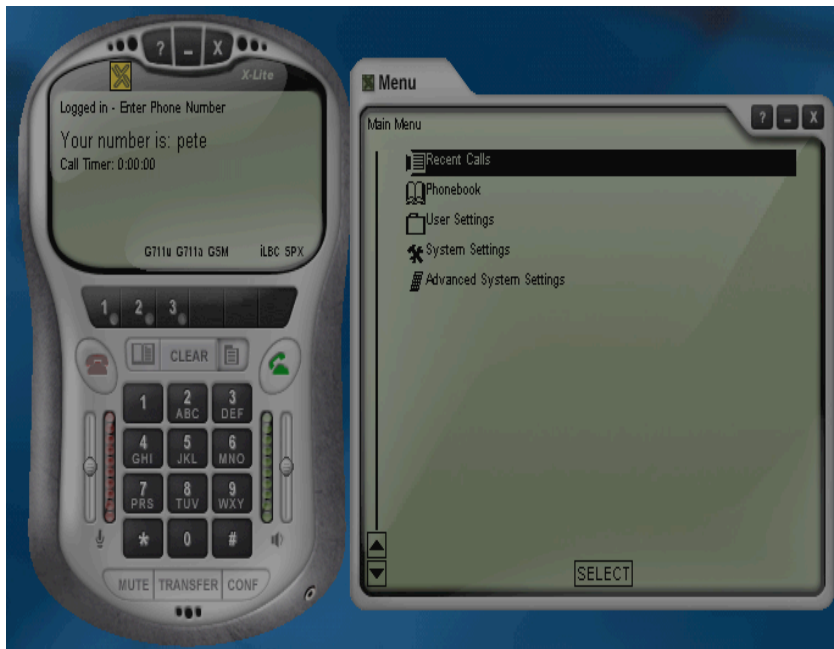 ? – X
X-Lite
Logged in - Enter Phone Number
Your number is: pete
Call Timer: 0:00:00
G711u G711a GSM iLBC SPX
1 2 3
CLEAR
1 2 ABC 3 DEF
4 GHI 5 JKL 6 MNO
7 PRS 8 TUV 9 WXY
* 0 #
MUTE TRANSFER CONF
Menu
? – X
Main Menu
Recent Calls
Phonebook
User Settings
System Settings
Advanced System Settings
SELECT